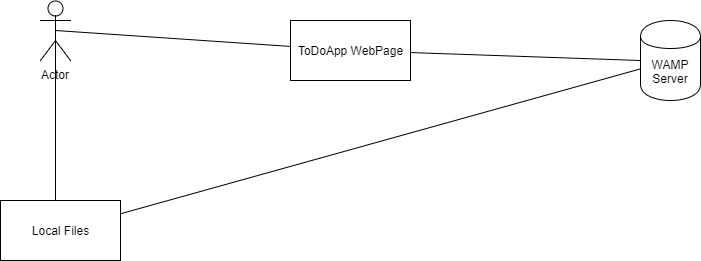 ToDoApp WebPage
WAMP
Server
Actor
Local Files